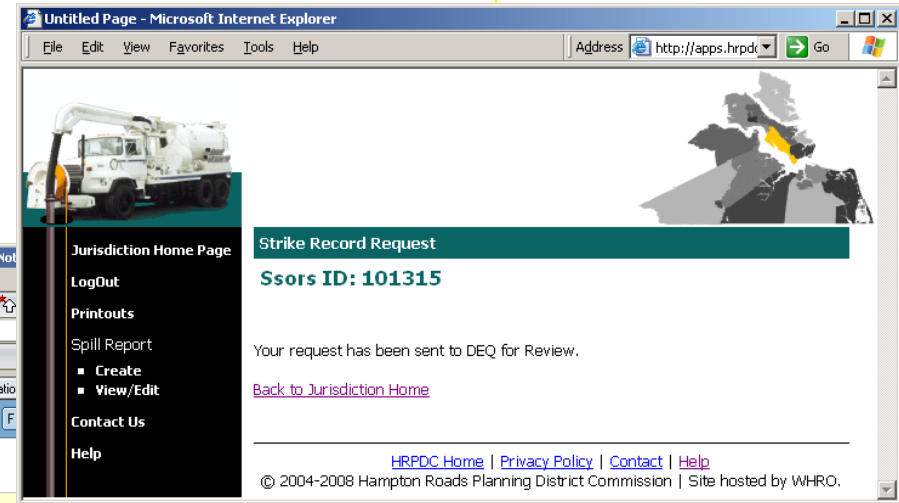 Untitled Page - Microsoft Internet Explorer
File Edit View Favorites Tools Help Address http://apps.hrpdc Go
Jurisdiction Home Page
LogOut
Printouts
Spill Report
Create
View/Edit
Contact Us
Help
Strike Record Request
Ssors ID: 101315
Your request has been sent to DEQ for Review.
Back to Jurisdiction Home
HRPDC Home | Privacy Policy | Contact | Help
© 2004-2008 Hampton Roads Planning District Commission | Site hosted by WHRO.